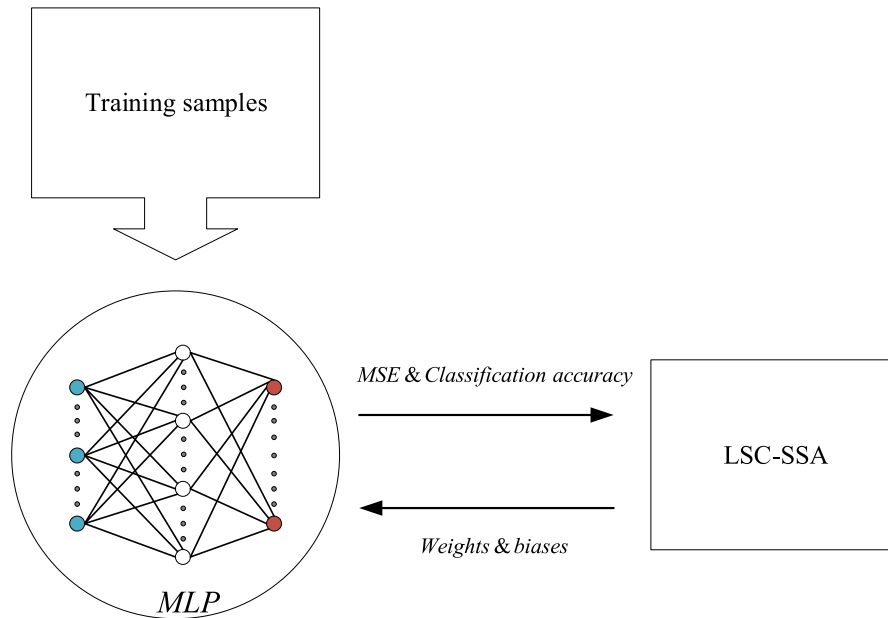 Training samples
MSE & Classification accuracy
LSC-SSA
Weights & biases
MLP